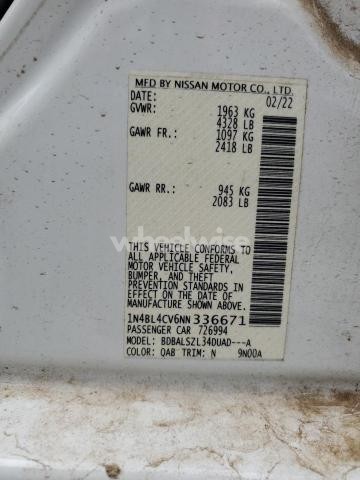 MFD BY NISSAN MOTOR CO., LTD.
DATE: 02/22
GVWR: 1963 KG
4328 LB
GAWR FR: 1097 KG
2418 LB
GAWR RR: 945 KG
2083 LB
THIS VEHICLE CONFORMS TO
ALL APPLICABLE FEDERAL
MOTOR VEHICLE SAFETY,
BUMPER, AND THEFT
PREVENTION STANDARDS
IN EFFECT ON THE DATE OF
MANUFACTURE SHOWN ABOVE.
1N4BL4CV6NN336671
PASSENGER CAR 726994
MODEL: BDBALSZL34DUAD---A
COLOR: QAB TRIM: N 9N00A